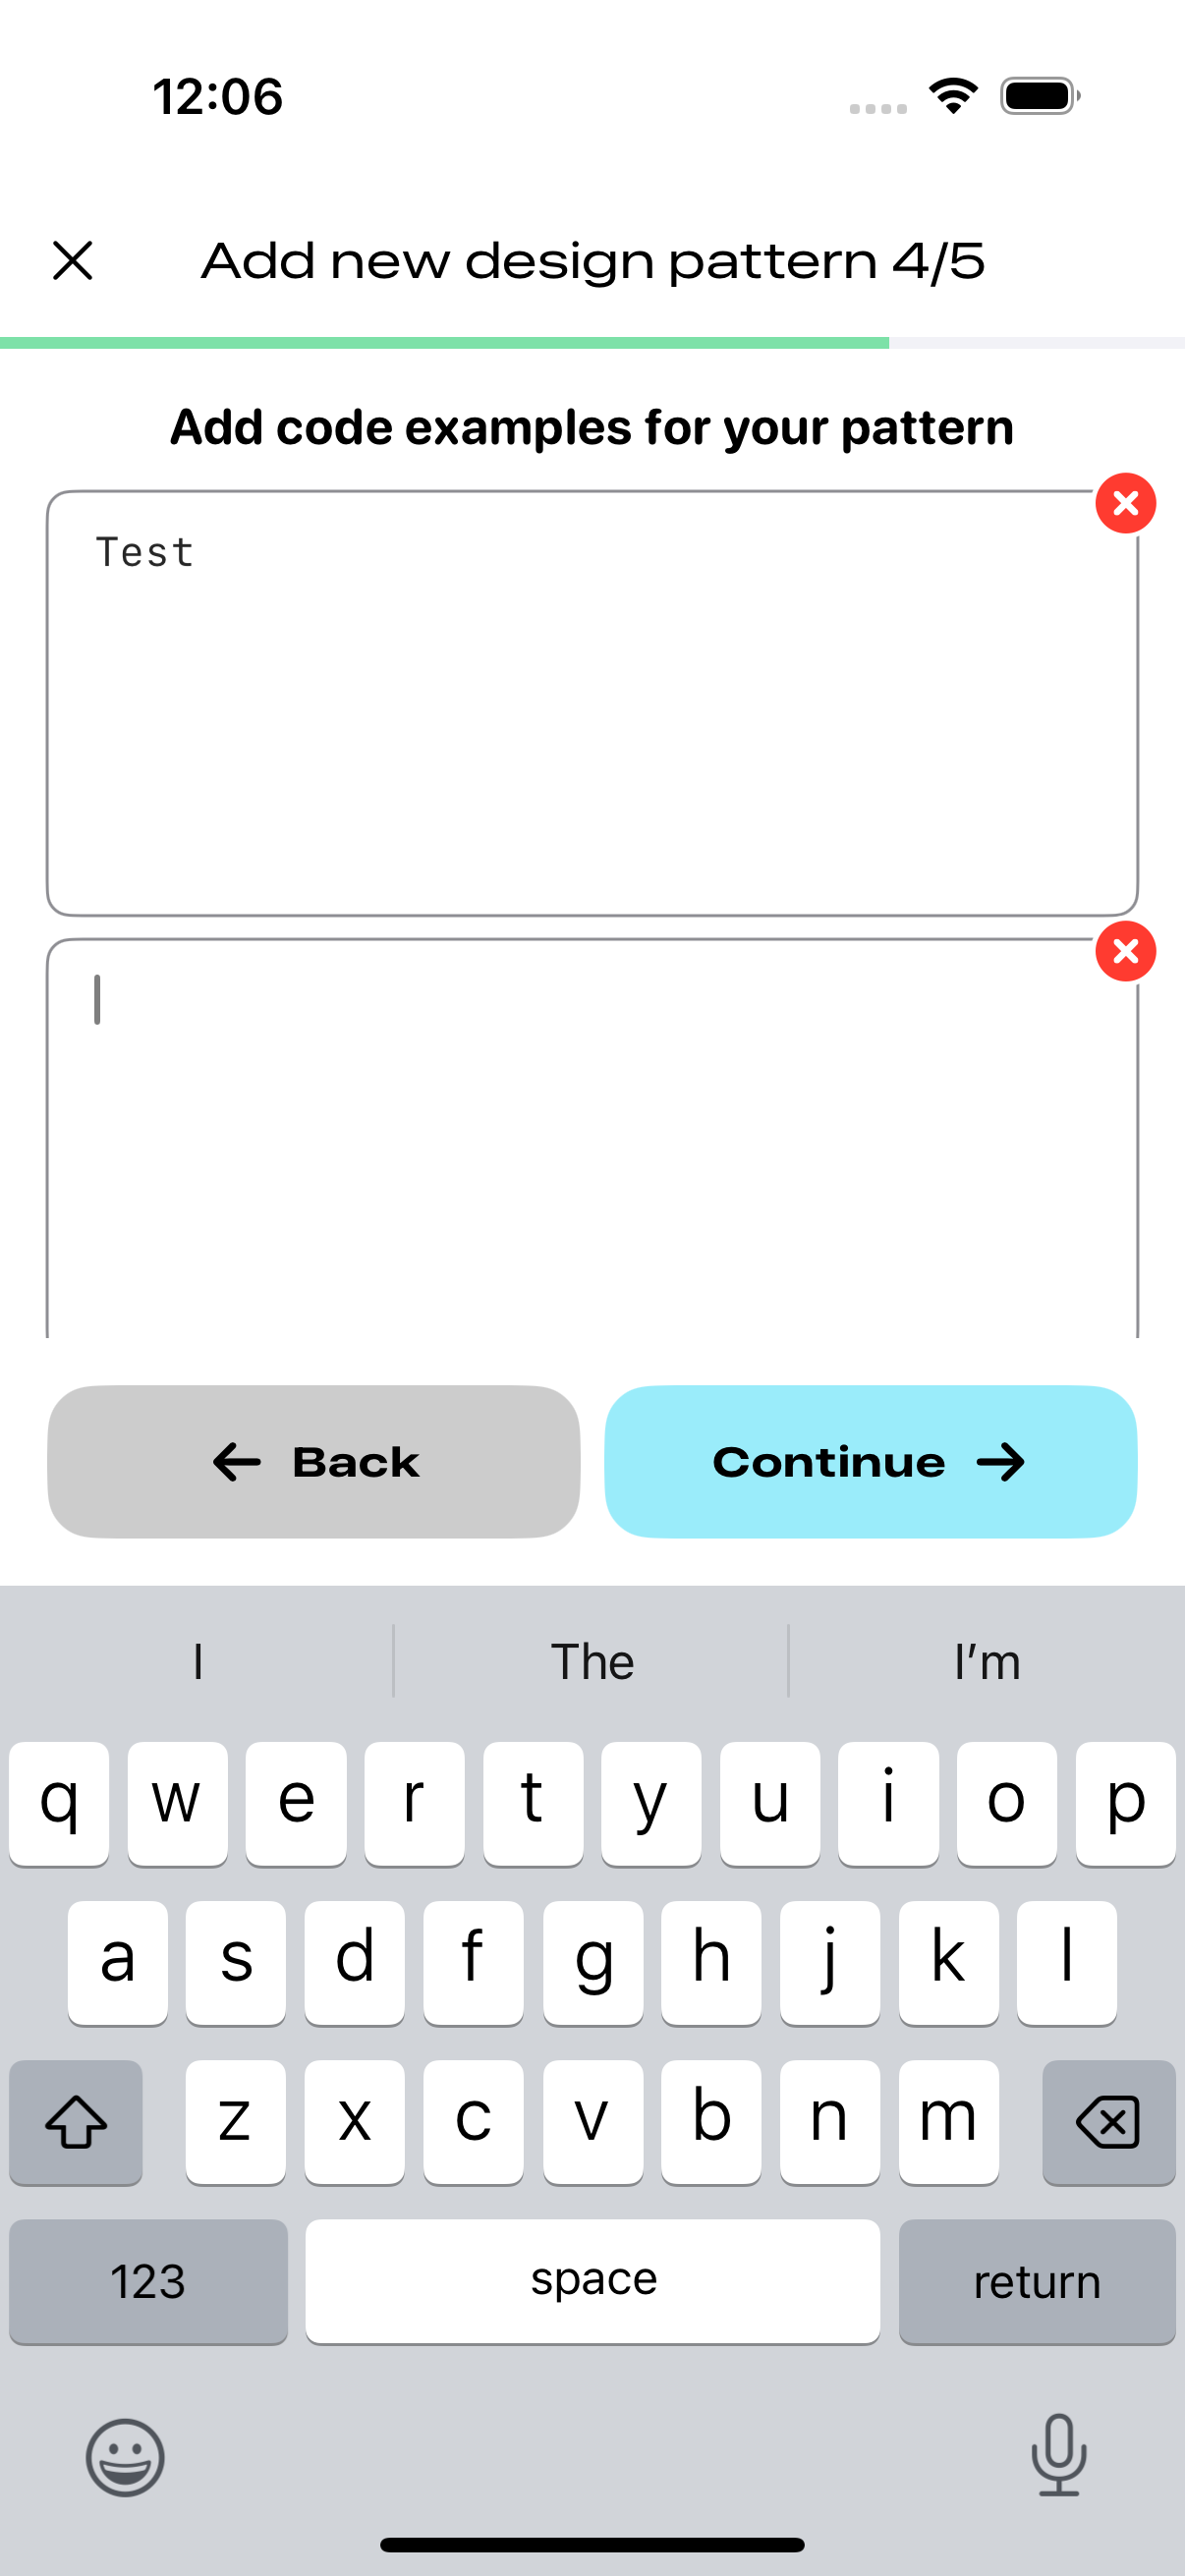 12:06
Add new design pattern 4/5
Add code examples for your pattern
Test
← Back
Continue →
I The I’m
q w e r t y u i o p
a s d f g h j k l
z x c v b n m
123 space return